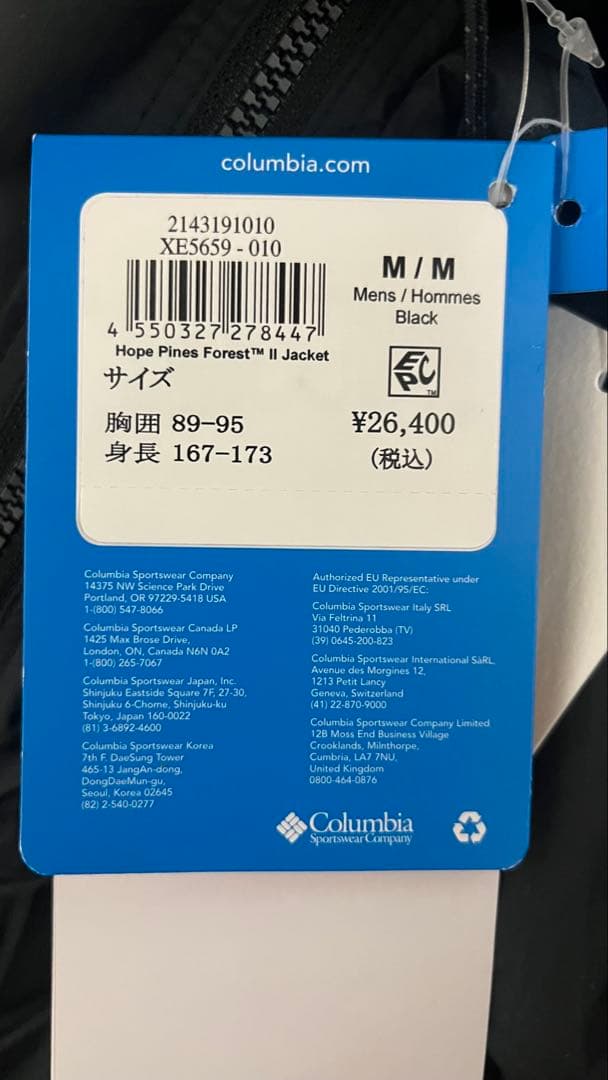 columbia.com
2143191010
XE5659 - 010
4 550327 278447
Hope Pines Forest™ II Jacket
M / M
Mens / Hommes
Black
EPC™
サイズ
胸囲 89-95
身長 167-173
¥26,400
(税込)
Columbia Sportswear Company
14375 NW Science Park Drive
Portland, OR 97229-5418 USA
1-(800) 547-8066
Columbia Sportswear Canada LP
1425 Max Brose Drive,
London, ON, Canada N6N 0A2
1-(800) 265-7067
Columbia Sportswear Japan, Inc.
Shinjuku Eastside Square 7F, 27-30,
Shinjuku 6-Chome, Shinjuku-ku
Tokyo, Japan 160-0022
(81) 3-6892-4600
Columbia Sportswear Korea
7th F. DaeSung Tower
465-13 JangAn-dong,
DongDaeMun-gu,
Seoul, Korea 02645
(82) 2-540-0277
Authorized EU Representative under
EU Directive 2001/95/EC:
Columbia Sportswear Italy SRL
Via Feltrina 11
31040 Pederobba (TV)
(39) 0645-200-823
Columbia Sportswear International SàRL
Avenue des Morgines 12,
1213 Petit Lancy
Geneva, Switzerland
(41) 22-870-9000
Columbia Sportswear Company Limited
12B Moss End Business Village
Crooklands, Milnthorpe,
Cumbria, LA7 7NU,
United Kingdom
0800-464-0876
Columbia
Sportswear Company